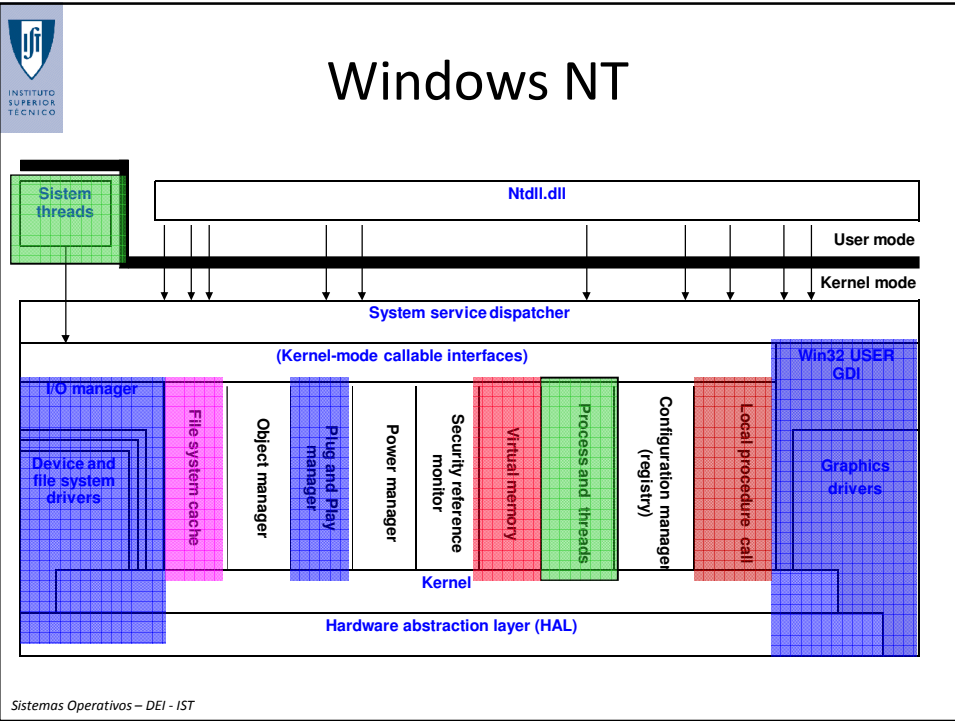 INSTITUTO
SUPERIOR
TÉCNICO
Windows NT
Sistem
threads
Ntdll.dll
User mode
Kernel mode
System service dispatcher
(Kernel-mode callable interfaces)
Win32 USER
GDI
I/O manager
Device and
file system
drivers
File system cache
Object manager
Plug and Play
manager
Power manager
Security reference
monitor
Virtual memory
Process and threads
Configuration manager
(registry)
Local procedure call
Graphics
drivers
Kernel
Hardware abstraction layer (HAL)
Sistemas Operativos – DEI - IST